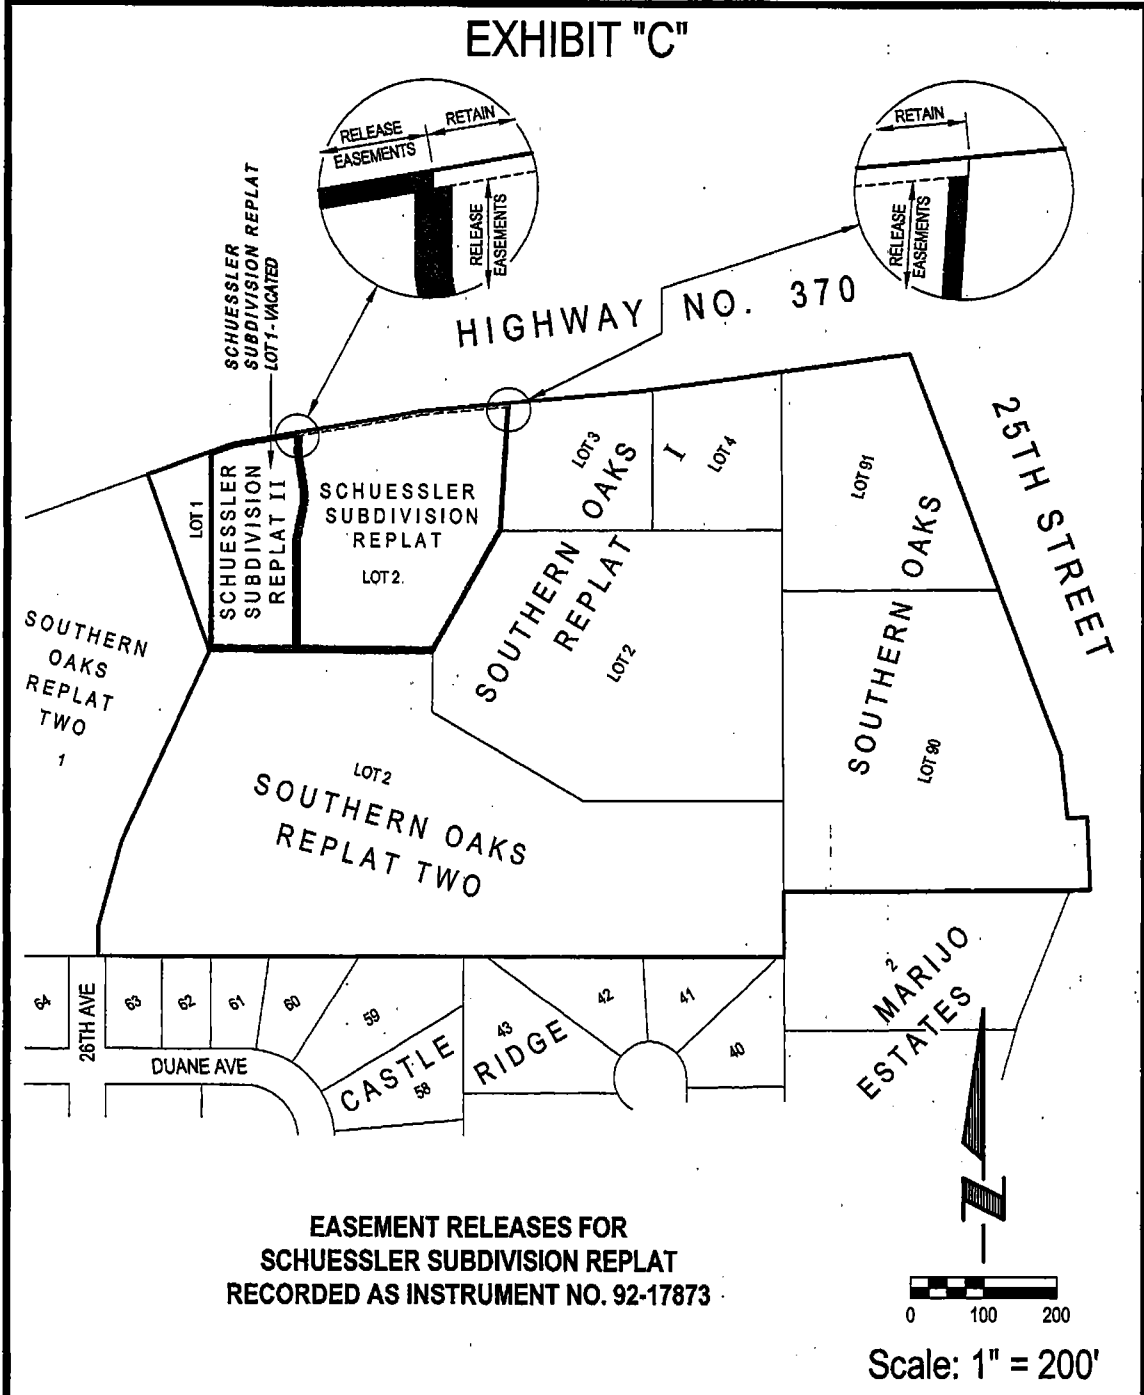 EXHIBIT "C"
RELEASE
EASEMENTS
RETAIN
RELEASE
EASEMENTS
RETAIN
RELEASE
EASEMENTS
SCHUESSLER
SUBDIVISION REPLAT
LOT 1 - VACATED
HIGHWAY NO. 370
25TH STREET
LOT 1
SCHUESSLER
SUBDIVISION
REPLAT II
SCHUESSLER
SUBDIVISION
REPLAT
LOT 2.
LOT 3
LOT 4
SOUTHERN OAKS
REPLAT I
LOT 2
LOT 91
SOUTHERN OAKS
LOT 90
SOUTHERN
OAKS
REPLAT
TWO
1
LOT 2
SOUTHERN OAKS
REPLAT TWO
64
26TH AVE
63
62
61
60
59
58
DUANE AVE
CASTLE RIDGE
43
42
41
40
2
MARIJO
ESTATES
N
EASEMENT RELEASES FOR
SCHUESSLER SUBDIVISION REPLAT
RECORDED AS INSTRUMENT NO. 92-17873
0 100 200
Scale: 1" = 200'